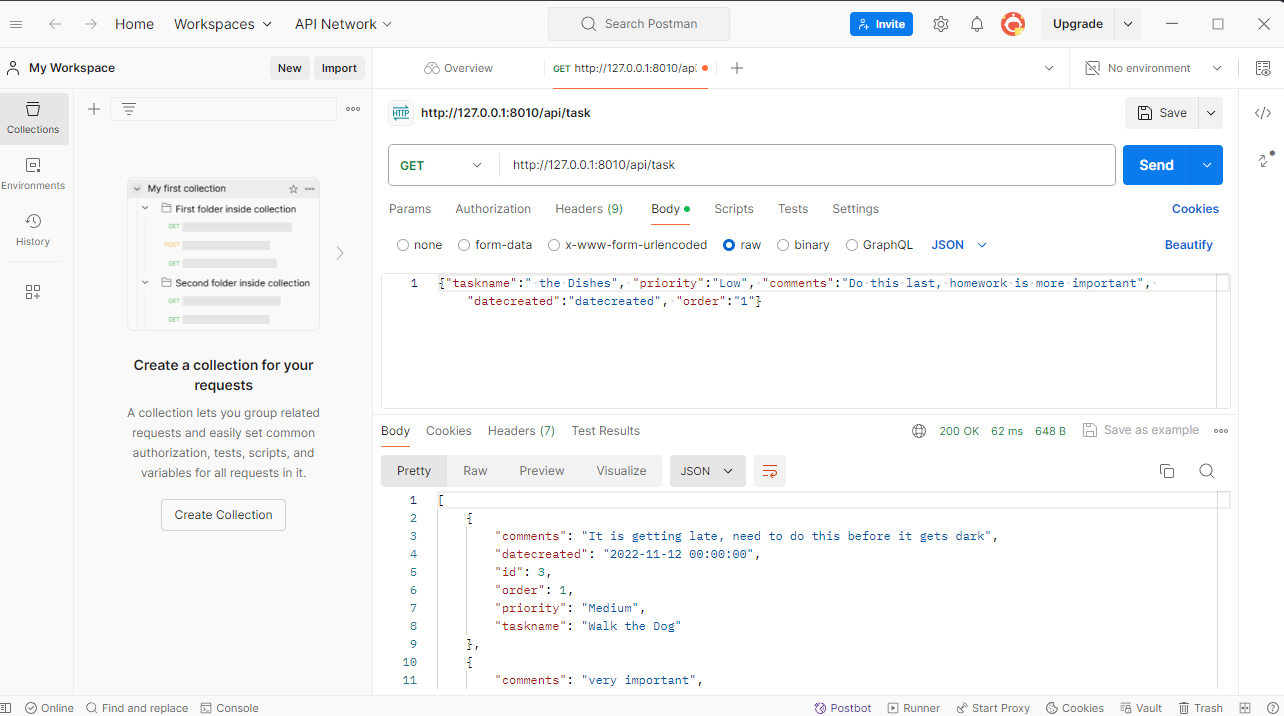 Home Workspaces API Network Search Postman Invite Upgrade
My Workspace New Import Overview GET http://127.0.0.1:8010/api No environment
Collections
Environments
History
My first collection
First folder inside collection
GET
POST
GET
Second folder inside collection
GET
GET
Create a collection for your
requests
A collection lets you group related
requests and easily set common
authorization, tests, scripts, and
variables for all requests in it.
Create Collection
HTTP http://127.0.0.1:8010/api/task Save
GET http://127.0.0.1:8010/api/task Send
Params Authorization Headers (9) Body Scripts Tests Settings Cookies
none form-data x-www-form-urlencoded raw binary GraphQL JSON Beautify
1 {"taskname":" the Dishes", "priority":"Low", "comments":"Do this last, homework is more important",
"datecreated":"datecreated", "order":"1"}
Body Cookies Headers (7) Test Results 200 OK 62 ms 648 B Save as example
Pretty Raw Preview Visualize JSON
1 [
2 {
3 "comments": "It is getting late, need to do this before it gets dark",
4 "datecreated": "2022-11-12 00:00:00",
5 "id": 3,
6 "order": 1,
7 "priority": "Medium",
8 "taskname": "Walk the Dog"
9 },
10 {
11 "comments": "very important",
Online Find and replace Console Postbot Runner Start Proxy Cookies Vault Trash